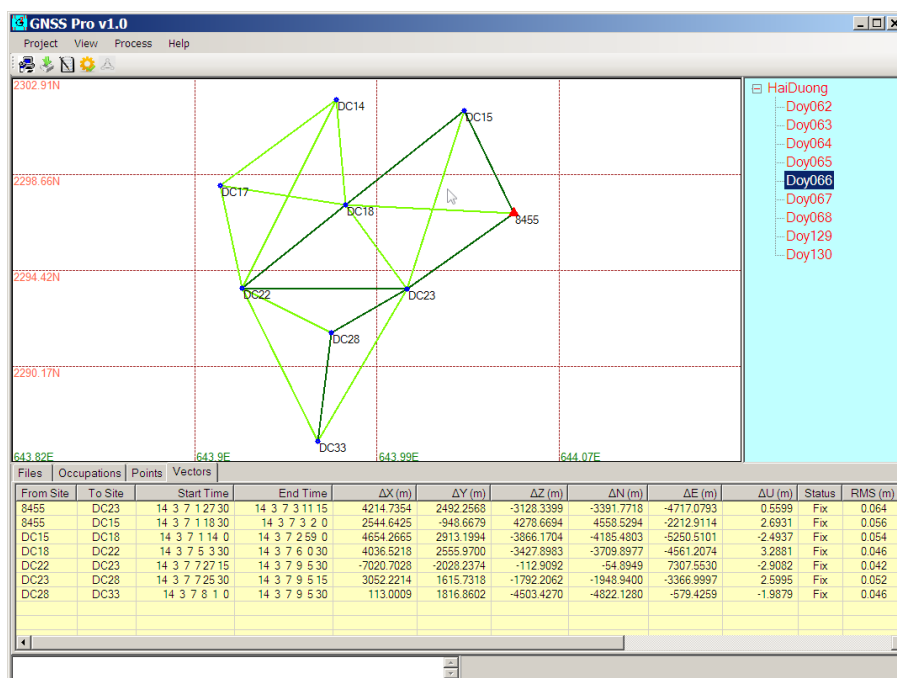 GNSS Pro v1.0
Project View Process Help
2302.91N
DC14
DC15
2298.66N
DC17
DC18
8455
2294.42N
DC22
DC23
DC28
2290.17N
DC33
643.82E 643.9E 643.99E 644.07E
HaiDuong
Doy062
Doy063
Doy064
Doy065
Doy066
Doy067
Doy068
Doy129
Doy130
Files Occupations Points Vectors
From Site To Site Start Time End Time ΔX (m) ΔY (m) ΔZ (m) ΔN (m) ΔE (m) ΔU (m) Status RMS (m)
8455 DC23 14 3 7 1 27 30 14 3 7 3 11 15 4214.7354 2492.2568 -3128.3399 -3391.7718 -4717.0793 0.5599 Fix 0.064
8455 DC15 14 3 7 1 18 30 14 3 7 3 2 0 2544.6425 -948.6679 4278.6694 4558.5294 -2212.9114 2.6931 Fix 0.056
DC15 DC18 14 3 7 1 14 0 14 3 7 2 59 0 4654.2665 2913.1994 -3866.1704 -4185.4803 -5250.5101 -2.4937 Fix 0.054
DC18 DC22 14 3 7 5 3 30 14 3 7 6 0 30 4036.5218 2555.9700 -3427.8983 -3709.8977 -4561.2074 3.2881 Fix 0.046
DC22 DC23 14 3 7 7 27 15 14 3 7 9 5 30 -7020.7028 -2028.2374 -112.9092 -54.8949 7307.5530 -2.9082 Fix 0.042
DC23 DC28 14 3 7 7 25 30 14 3 7 9 5 15 3052.2214 1615.7318 -1792.2062 -1948.9400 -3366.9997 2.5995 Fix 0.052
DC28 DC33 14 3 7 8 1 0 14 3 7 9 5 30 113.0009 1816.8602 -4503.4270 -4822.1280 -579.4259 -1.9879 Fix 0.046